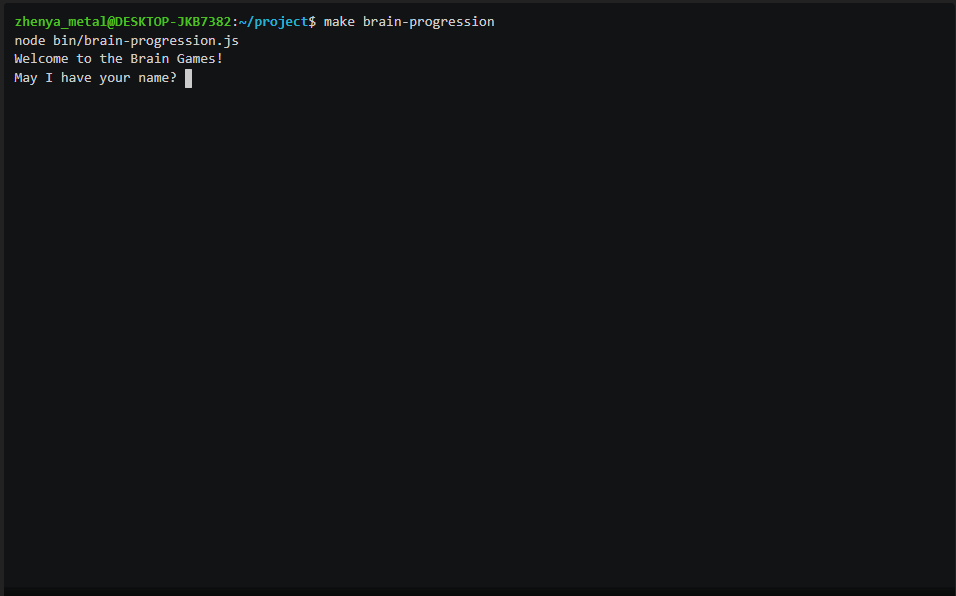 zhenya_metal@DESKTOP-JKB7382:~/project$ make brain-progression
node bin/brain-progression.js
Welcome to the Brain Games!
May I have your name?